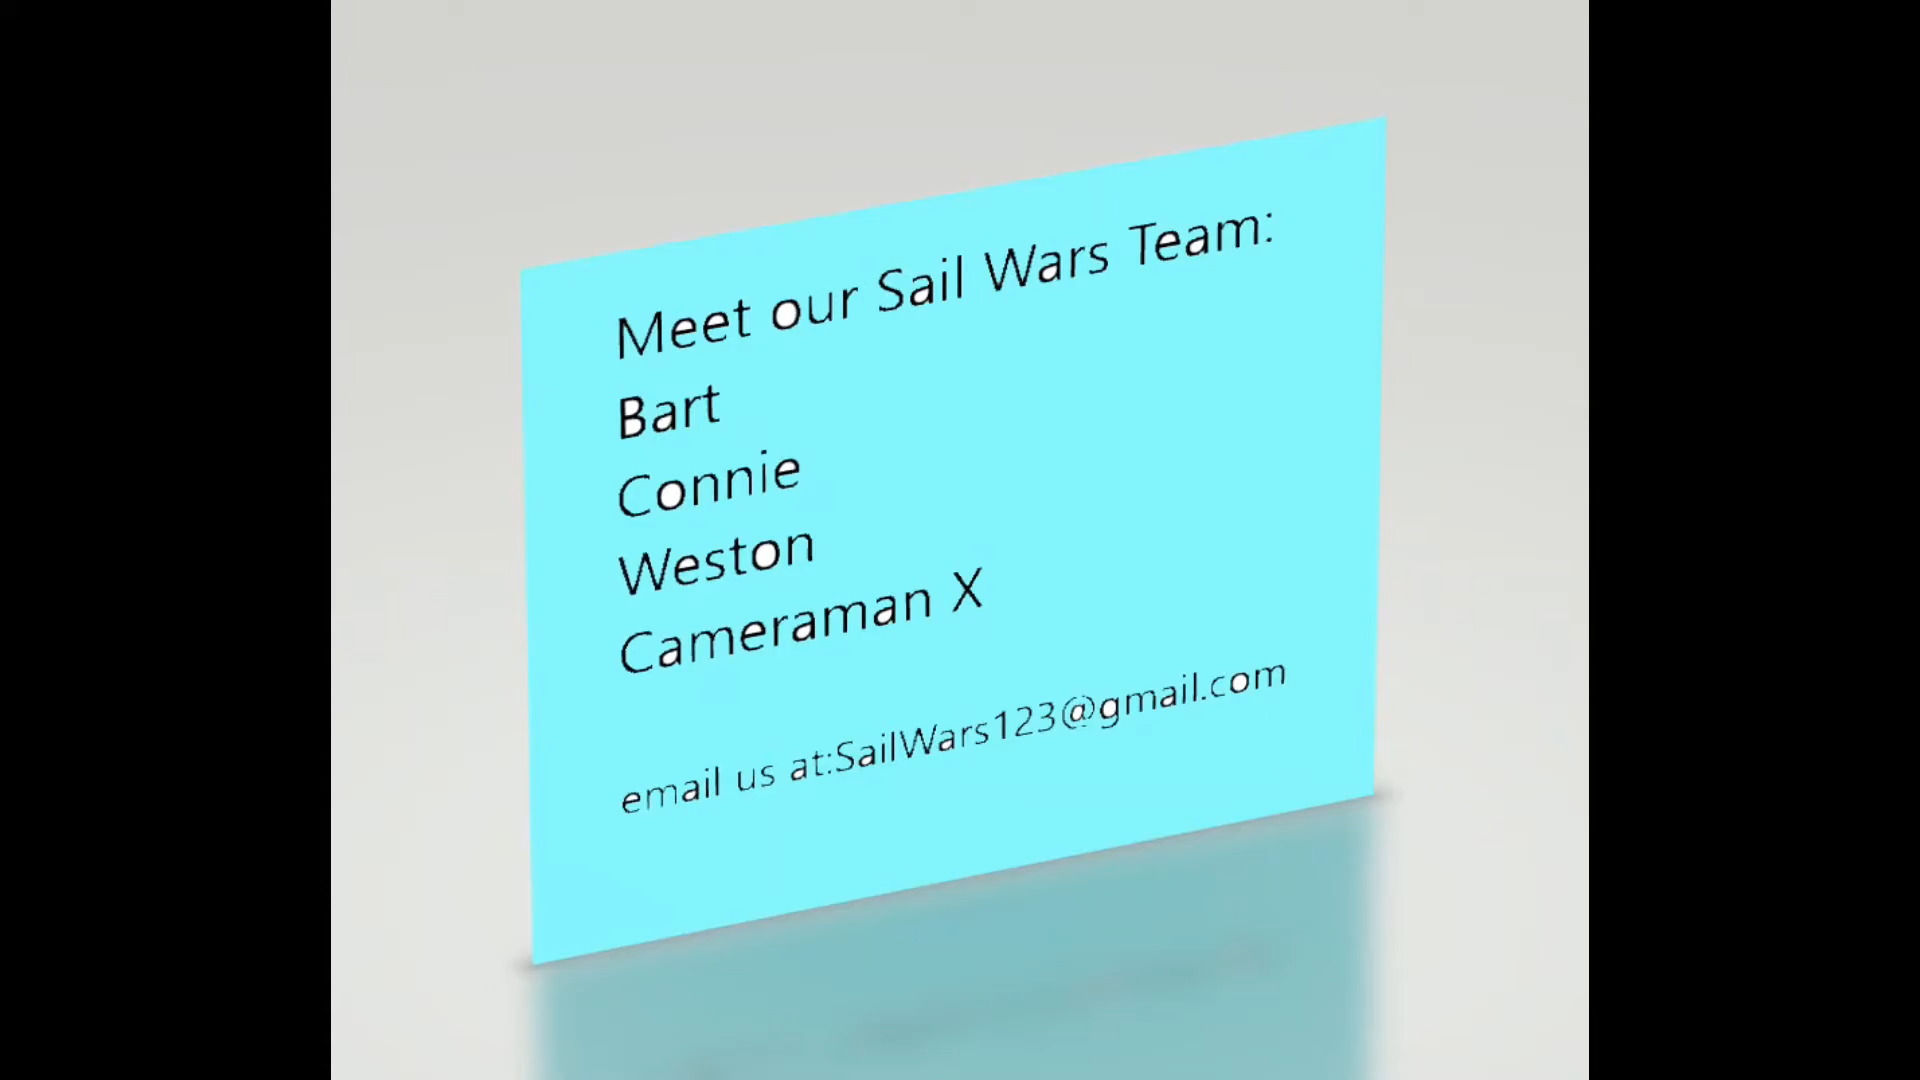 Meet our Sail Wars Team:
Bart
Connie
Weston
Cameraman X
email us at:SailWars123@gmail.com